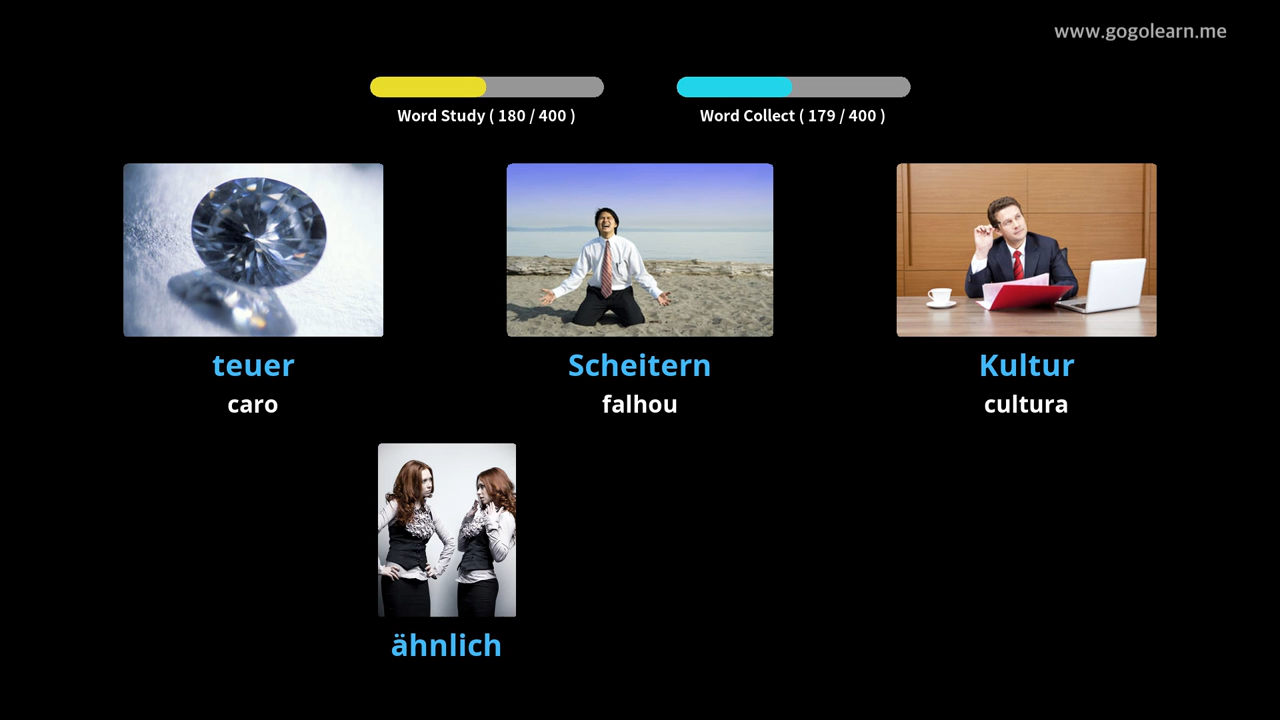 www.gogolearn.me
Word Study ( 180 / 400 )
Word Collect ( 179 / 400 )
teuer
Scheitern
Kultur
caro
falhou
cultura
ähnlich